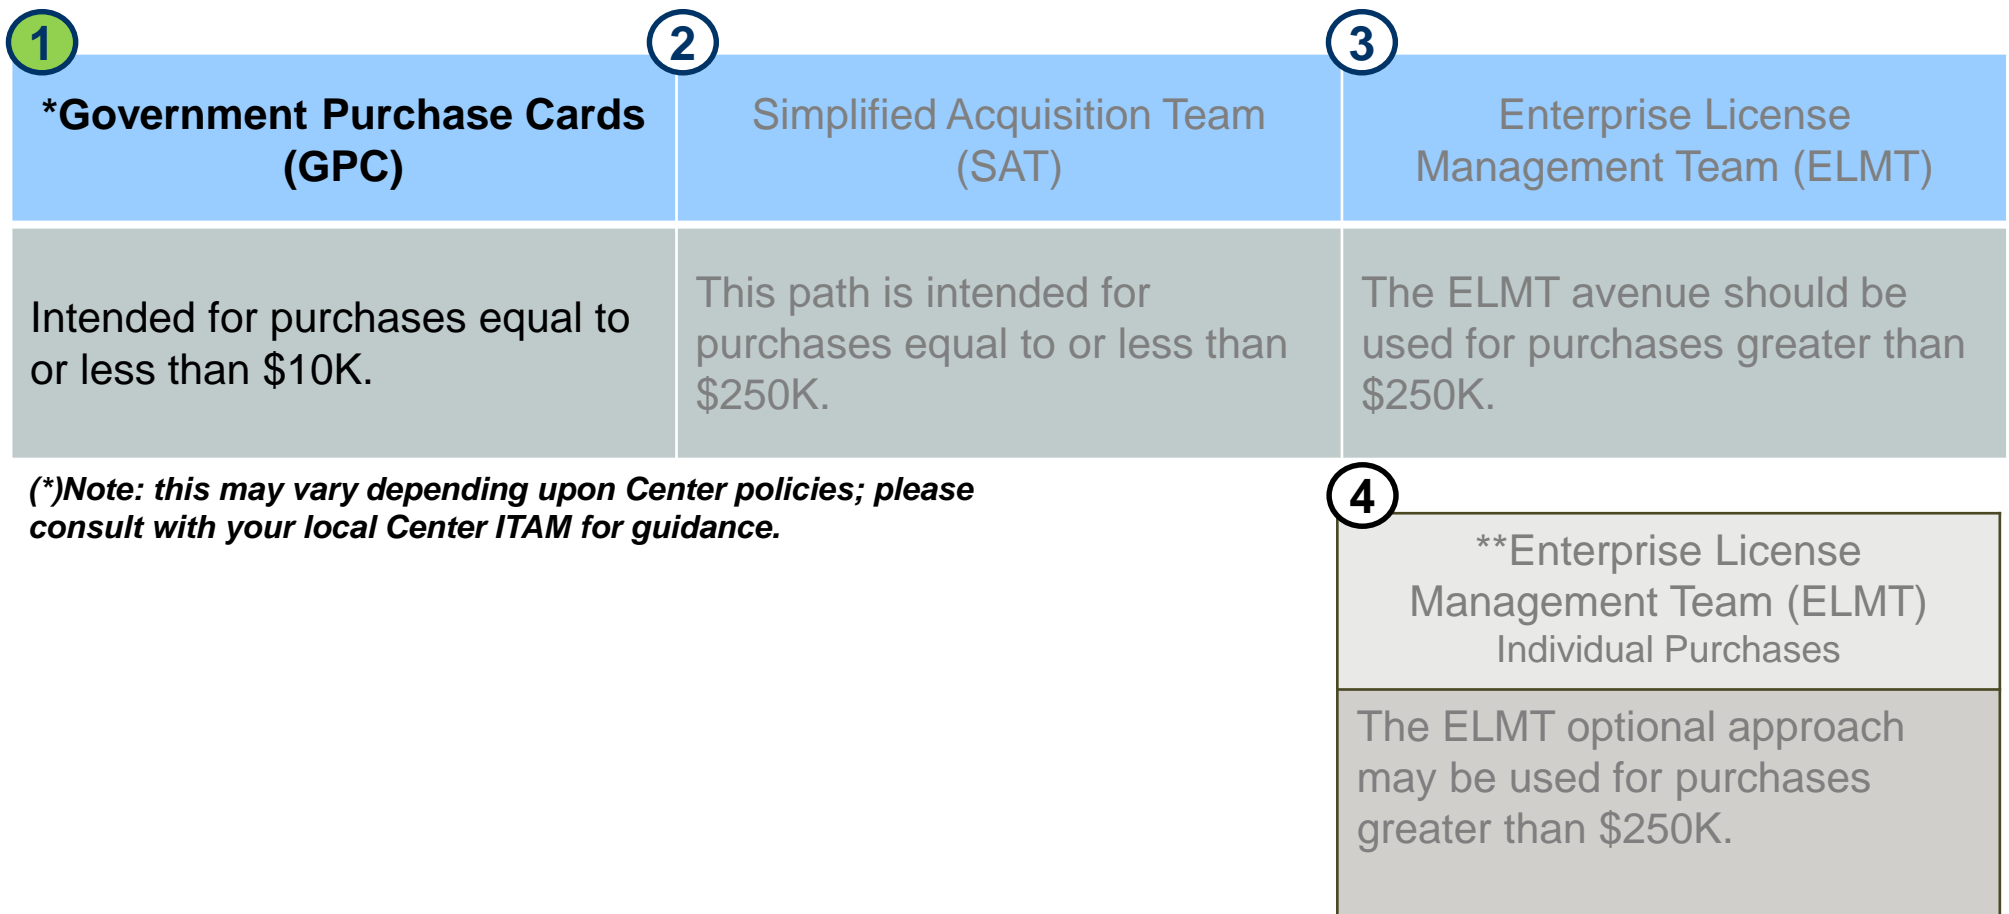 1
*Government Purchase Cards
(GPC)
Intended for purchases equal to
or less than $10K.
2
Simplified Acquisition Team
(SAT)
This path is intended for
purchases equal to or less than
$250K.
3
Enterprise License
Management Team (ELMT)
The ELMT avenue should be
used for purchases greater than
$250K.
(*)Note: this may vary depending upon Center policies; please
consult with your local Center ITAM for guidance.
4
**Enterprise License
Management Team (ELMT)
Individual Purchases
The ELMT optional approach
may be used for purchases
greater than $250K.